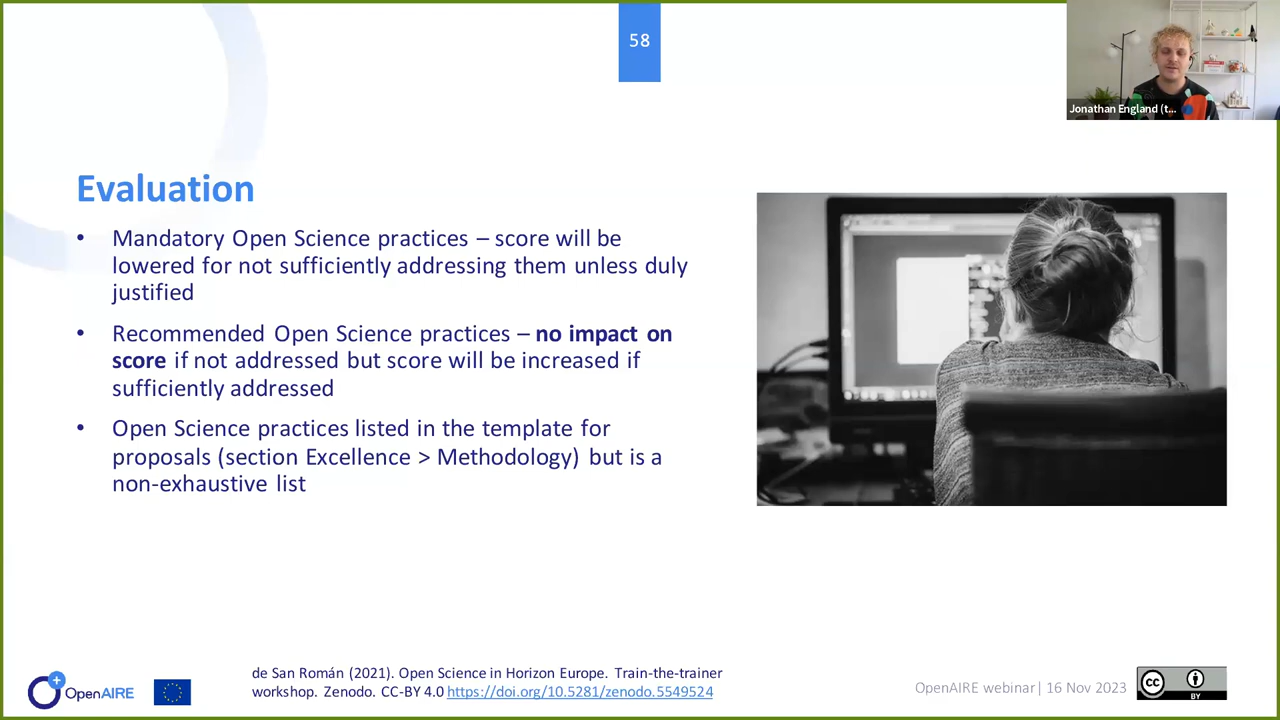 58
Jonathan England (t...
Evaluation
• Mandatory Open Science practices – score will be
lowered for not sufficiently addressing them unless duly
justified
• Recommended Open Science practices – no impact on
score if not addressed but score will be increased if
sufficiently addressed
• Open Science practices listed in the template for
proposals (section Excellence > Methodology) but is a
non-exhaustive list
de San Román (2021). Open Science in Horizon Europe. Train-the-trainer
workshop. Zenodo. CC-BY 4.0 https://doi.org/10.5281/zenodo.5549524
OpenAIRE
OpenAIRE webinar| 16 Nov 2023
cc
BY